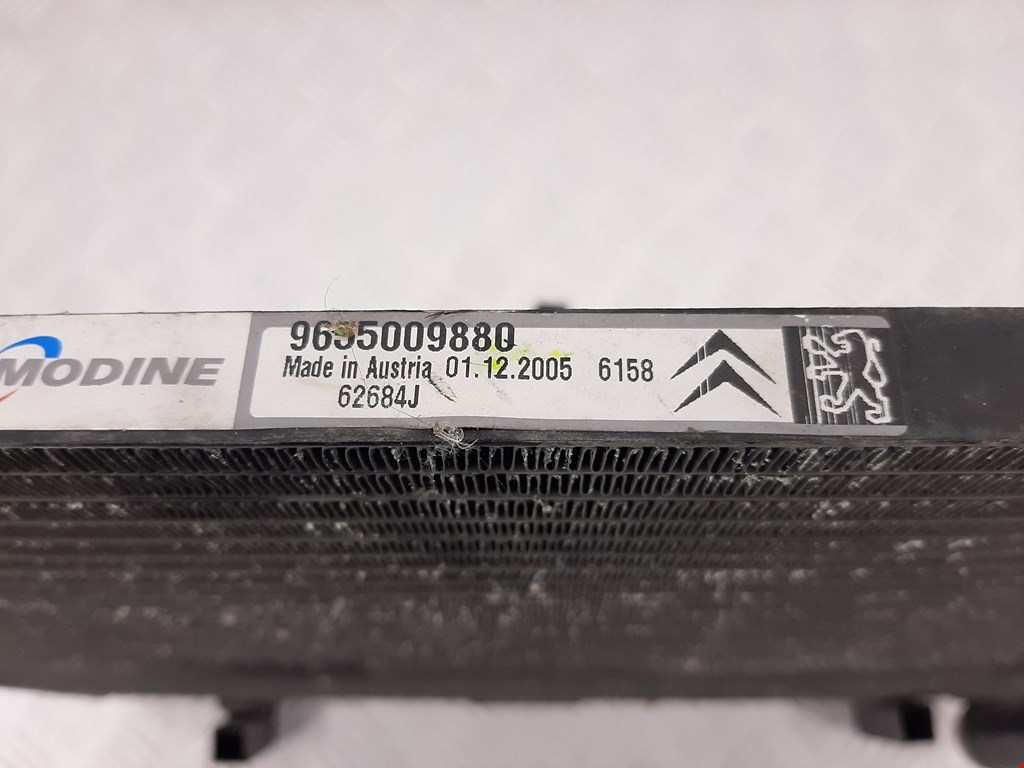 MODINE
9655009880
Made in Austria 01.12.2005 6158
62684J